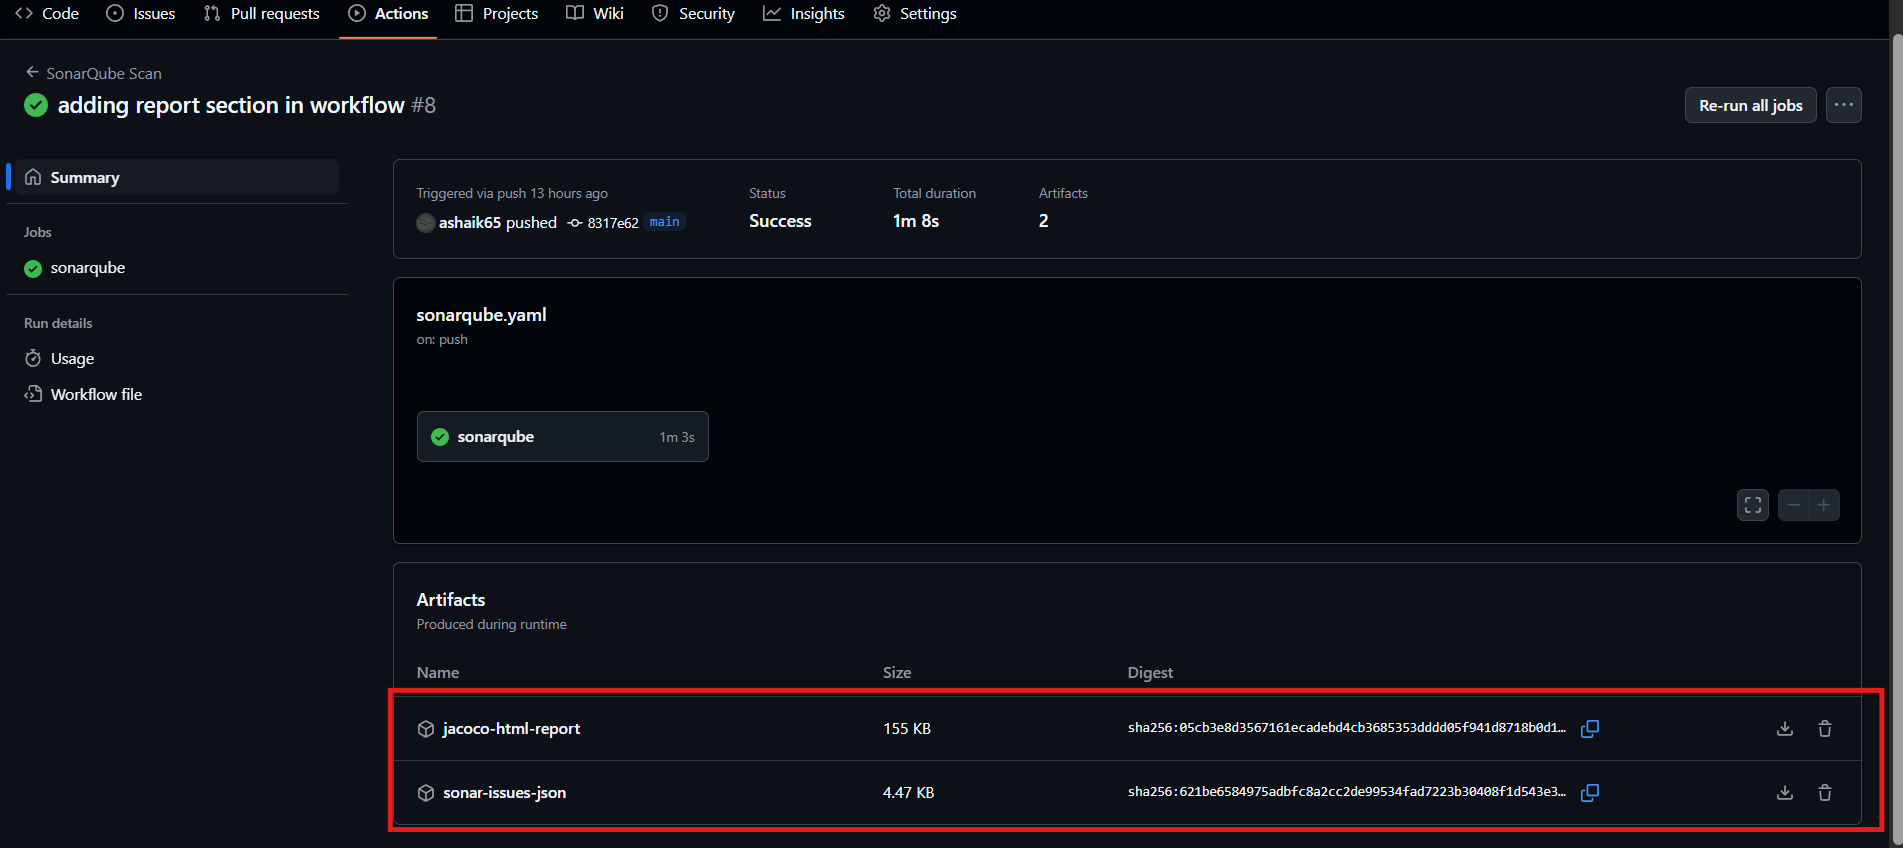 Code Issues Pull requests Actions Projects Wiki Security Insights Settings
SonarQube Scan
adding report section in workflow #8
Re-run all jobs
Summary
Jobs
sonarqube
Run details
Usage
Workflow file
Triggered via push 13 hours ago
ashaik65 pushed 8317e62 main
Status
Success
Total duration
1m 8s
Artifacts
2
sonarqube.yaml
on: push
sonarqube 1m 3s
Artifacts
Produced during runtime
Name Size Digest
jacoco-html-report 155 KB sha256:05cb3e8d3567161ecadebd4cb3685353dddd05f941d8718b0d1...
sonar-issues-json 4.47 KB sha256:621be6584975adbfc8a2cc2de99534fad7223b30408f1d543e3...